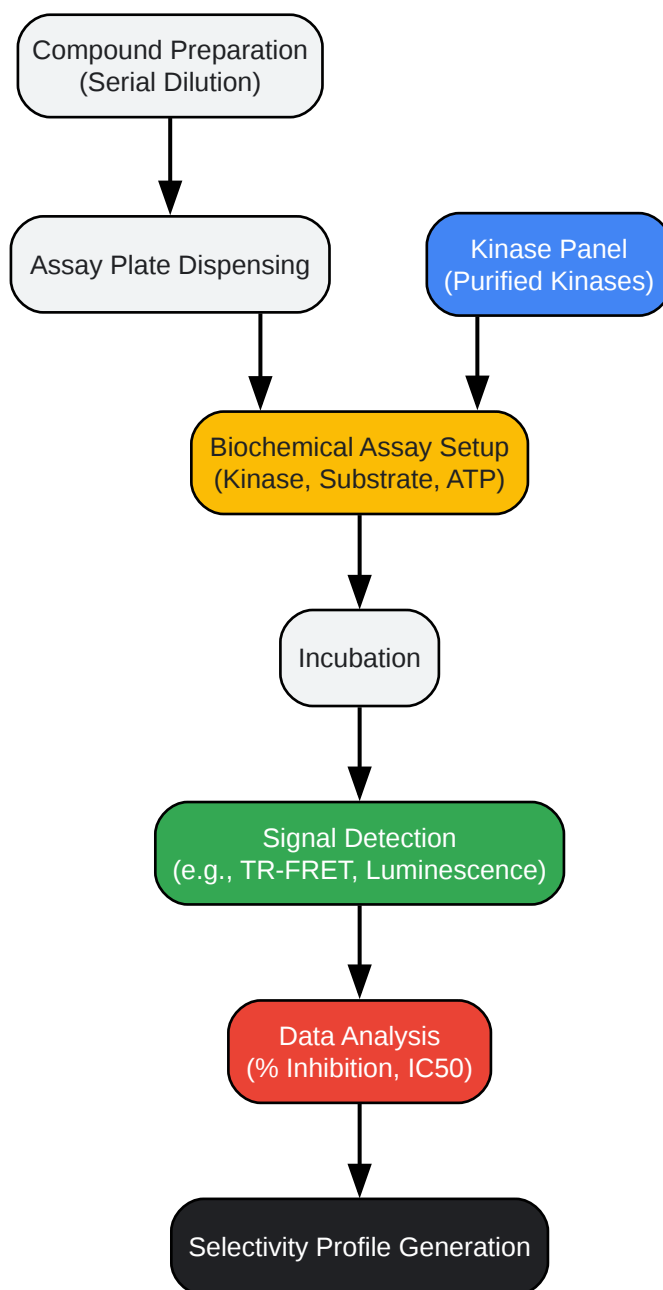 Compound Preparation
(Serial Dilution)
Assay Plate Dispensing
Kinase Panel
(Purified Kinases)
Biochemical Assay Setup
(Kinase, Substrate, ATP)
Incubation
Signal Detection
(e.g., TR-FRET, Luminescence)
Data Analysis
(% Inhibition, IC50)
Selectivity Profile Generation